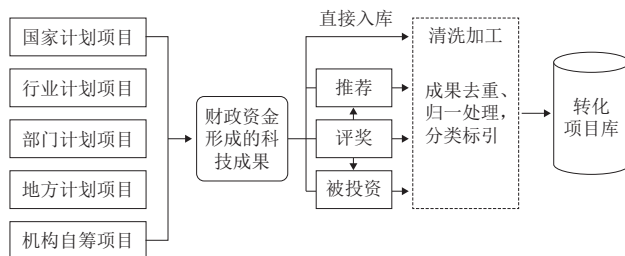 国家计划项目
行业计划项目
部门计划项目
地方计划项目
机构自筹项目
财政资金
形成的科
技成果
直接入库
推荐
评奖
被投资
清洗加工
成果去重、
归一处理，
分类标引
转化
项目库